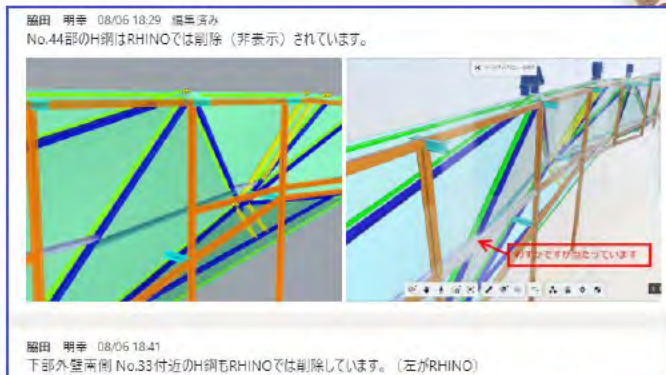 脇田 明幸 08/06 18:29 編集済み
No.44部のH鋼はRHINOでは削除（非表示）されています。
わずかですが当たっています
脇田 明幸 08/06 18:41
下部外壁南側 No.33付近のH鋼もRHINOでは削除しています。（左がRHINO）